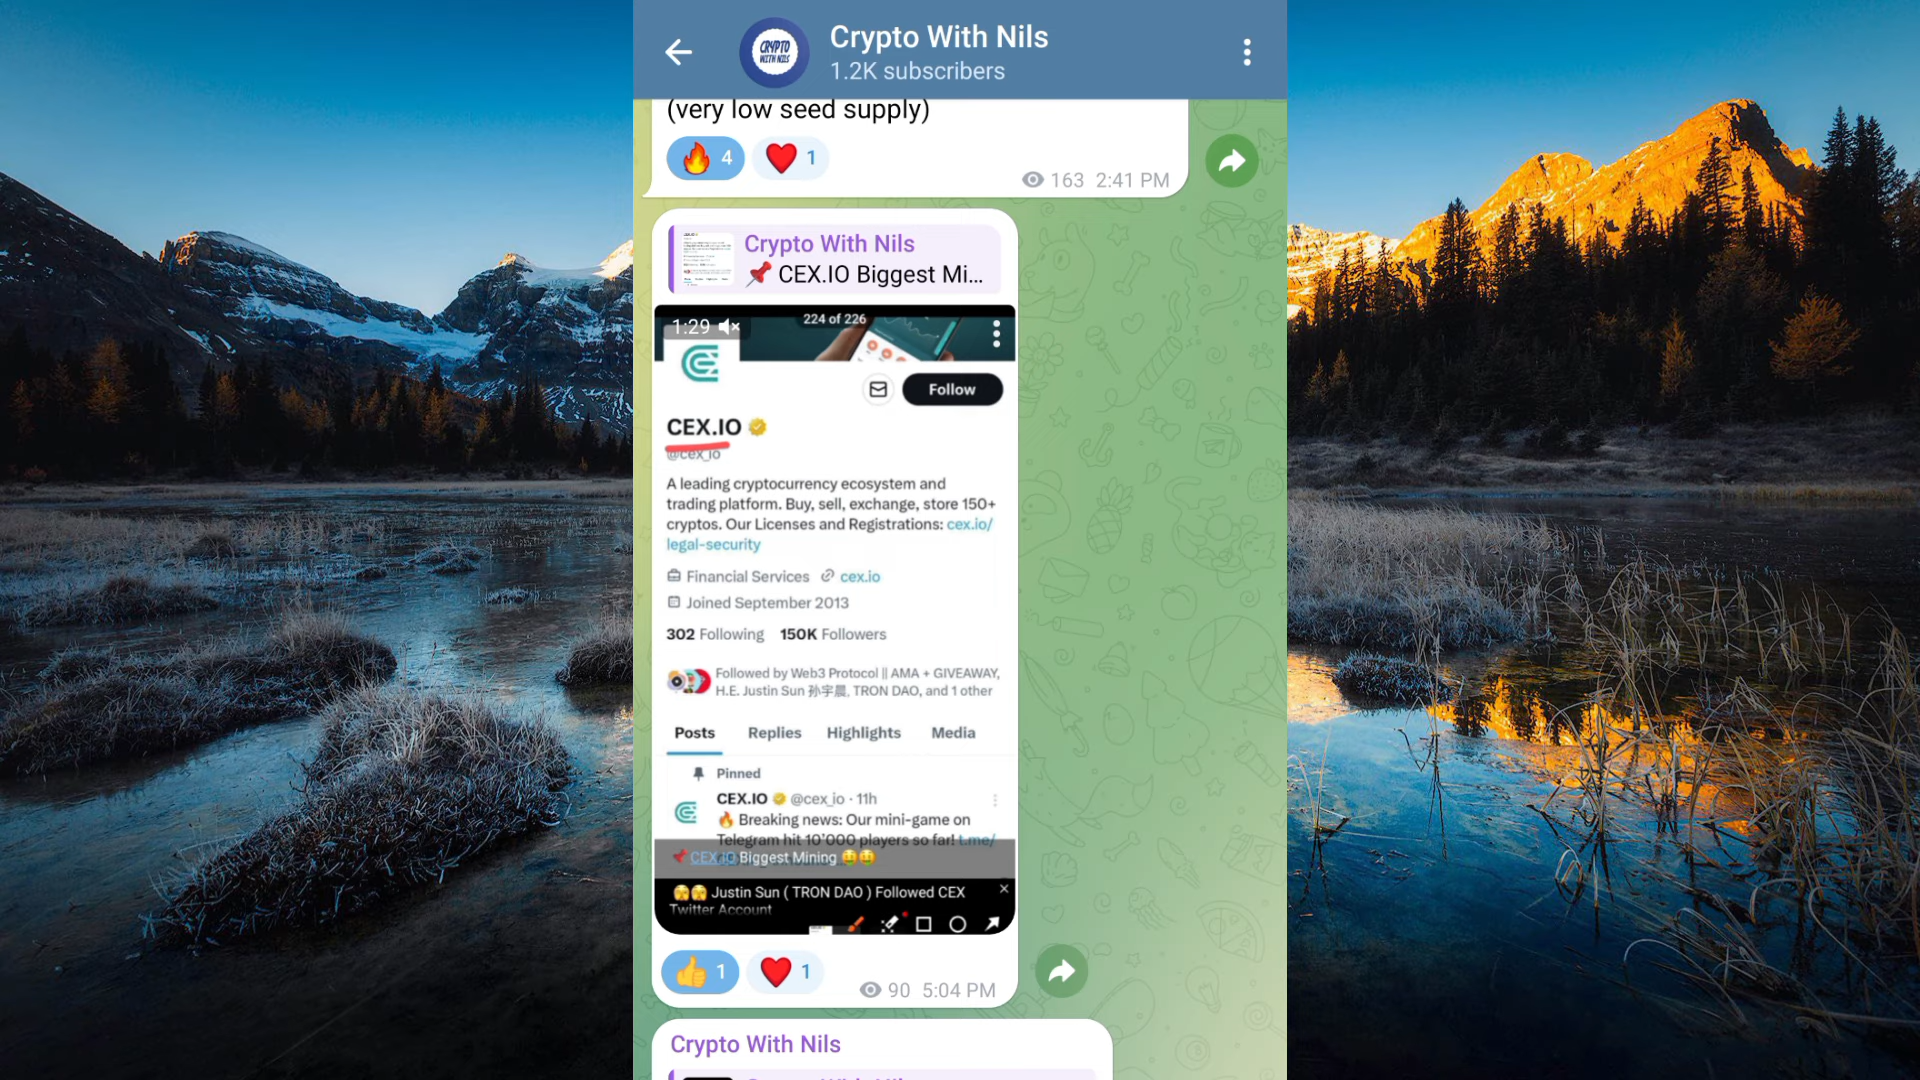 Crypto With Nils
CRYPTO
WITH NILS
1.2K subscribers
(very low seed supply)
4
1
163 2:41 PM
Crypto With Nils
CEX.IO Biggest Mi...
1:29
224 of 226
Follow
CEX.IO
@cex_io
A leading cryptocurrency ecosystem and
trading platform. Buy, sell, exchange, store 150+
cryptos. Our Licenses and Registrations: cex.io/
legal-security
Financial Services cex.io
Joined September 2013
302 Following 150K Followers
Followed by Web3 Protocol || AMA + GIVEAWAY,
H.E. Justin Sun 孙宇晨, TRON DAO, and 1 other
Posts Replies Highlights Media
Pinned
CEX.IO @cex_io · 11h
🔥 Breaking news: Our mini-game on
Telegram hit 10'000 players so far! t.me/
📌 CEX.IO Biggest Mining 🤑🤑
🫣🫣 Justin Sun ( TRON DAO ) Followed CEX
Twitter Account
1
1
90 5:04 PM
Crypto With Nils